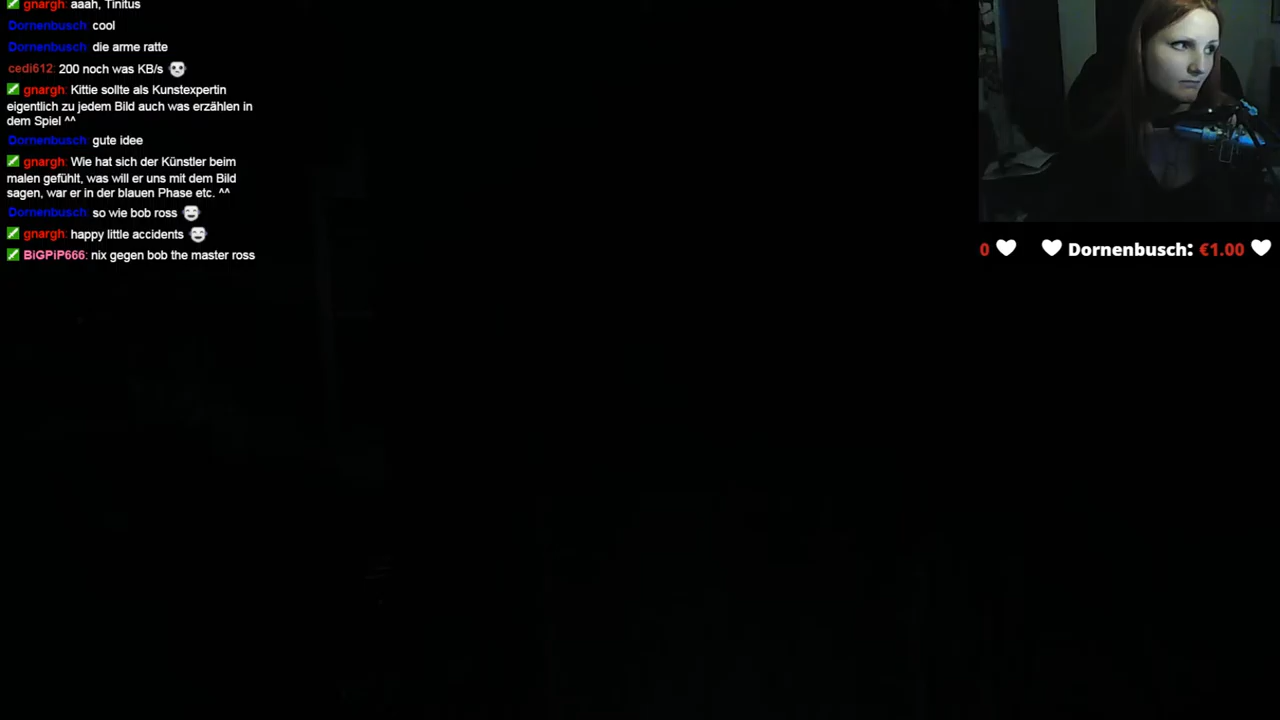 gnargh: aaah, Tinitus
Dornenbusch: cool
Dornenbusch: die arme ratte
cedi612: 200 noch was KB/s
gnargh: Kittie sollte als Kunstexpertin
eigentlich zu jedem Bild auch was erzählen in
dem Spiel ^^
Dornenbusch: gute idee
gnargh: Wie hat sich der Künstler beim
malen gefühlt, was will er uns mit dem Bild
sagen, war er in der blauen Phase etc. ^^
Dornenbusch: so wie bob ross
gnargh: happy little accidents
BiGPiP666: nix gegen bob the master ross
0 Dornenbusch: €1.00